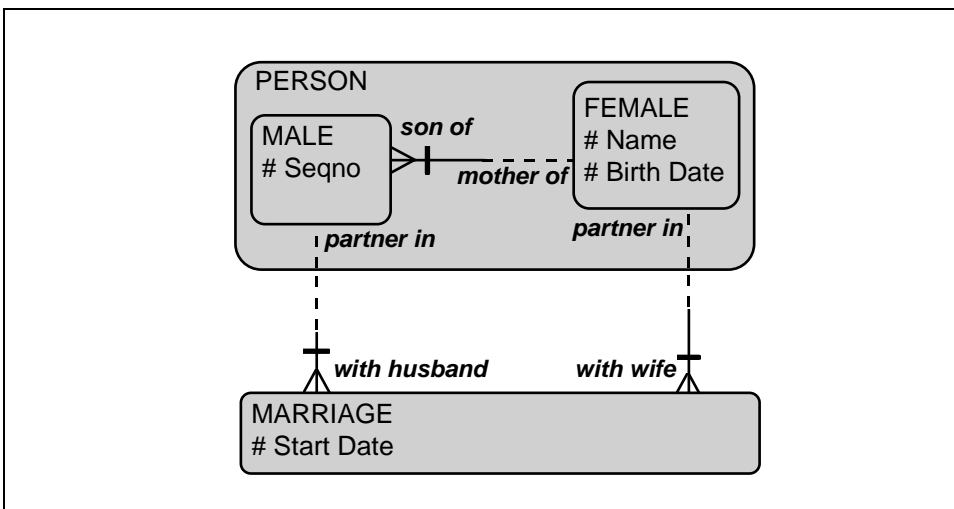 PERSON
MALE
# Seqno
son of
mother of
FEMALE
# Name
# Birth Date
partner in
partner in
with husband
with wife
MARRIAGE
# Start Date